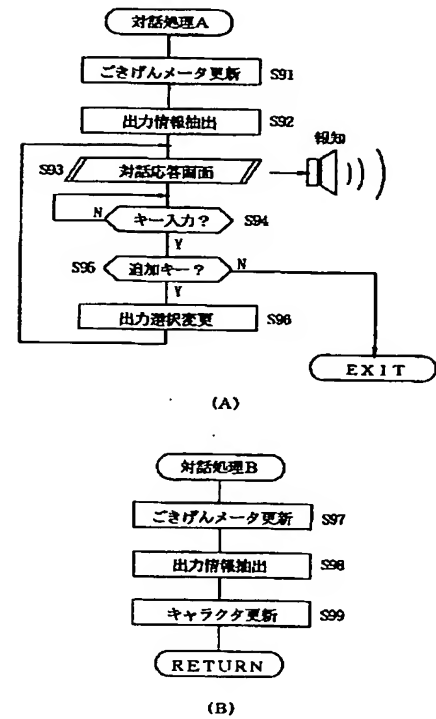 対話処理A
ごきげんメータ更新 S91
出力情報抽出 S92
報知
S93 対話応答画面
N キー入力? S94
Y
S95 追加キー? N
Y
出力選択変更 S96
EXIT
(A)
対話処理B
ごきげんメータ更新 S97
出力情報抽出 S98
キャラクタ更新 S99
RETURN
(B)